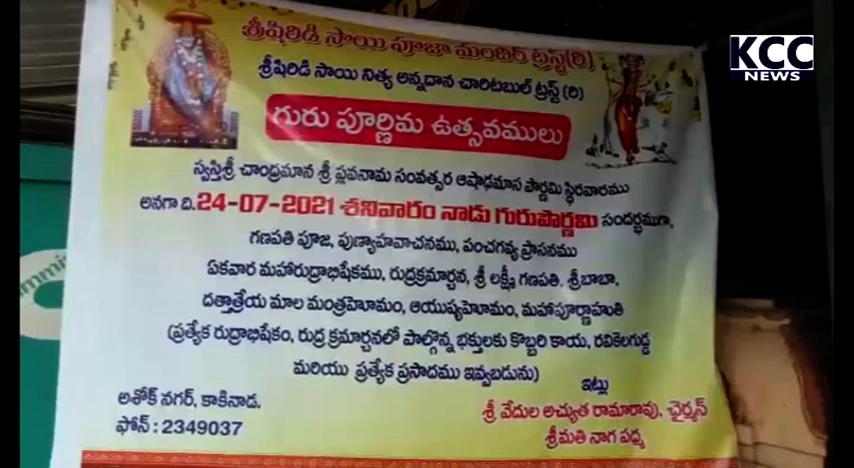 శ్రీషిరిడి సాయి పూజా మందిర్ ట్రస్ట్(రి)
శ్రీషిరిడి సాయి నిత్య అన్నదాన చారిటబుల్ ట్రస్ట్ (రి)
KCC
NEWS
గురు పూర్ణిమ ఉత్సవములు
స్వస్తిశ్రీ చాంద్రమాన శ్రీ ప్లవనామ సంవత్సర ఆషాఢమాస పౌర్ణమి స్థిరవారము
అనగా ది.24-07-2021 శనివారం నాడు గురుపౌర్ణమి సందర్భముగా,
గణపతి పూజ, పుణ్యాహవాచనము, పంచగవ్య ప్రాసనము
ఏకవార మహారుద్రాభిషేకము, రుద్రక్రమార్చన, శ్రీ లక్ష్మీ గణపతి, శ్రీబాబా,
దత్తాత్రేయ మాల మంత్రహెూమం, ఆయుష్యహెూమం, మహాపూర్ణాహుతి
(ప్రత్యేక రుద్రాభిషేకం, రుద్ర క్రమార్చనలో పాల్గొన్న భక్తులకు కొబ్బరి కాయ, రవికెలగుడ్డ
మరియు ప్రత్యేక ప్రసాదము ఇవ్వబడును)
ఇట్లు
అశోక్ నగర్, కాకినాడ.
ఫోన్ : 2349037
శ్రీ వేదుల అచ్యుత రామారావు, ఛైర్మన్
శ్రీమతి నాగ పద్మ